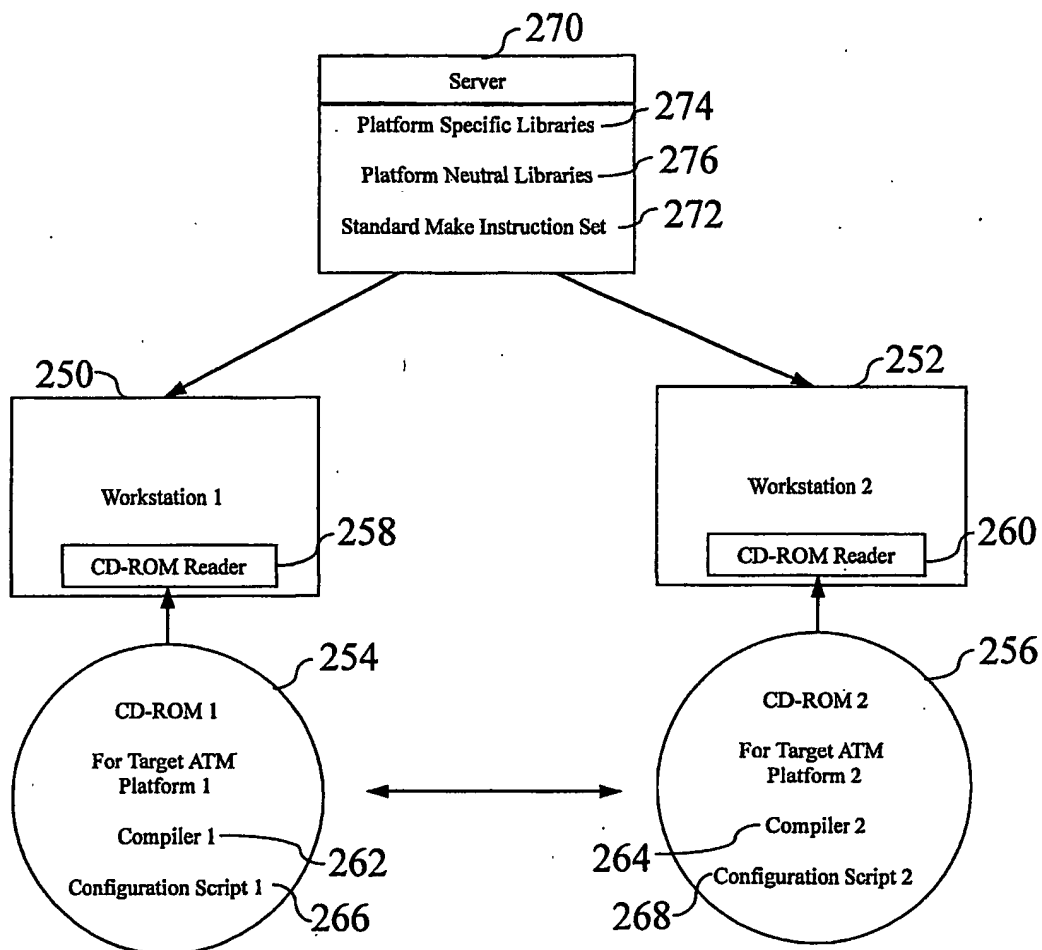 270
Server
Platform Specific Libraries 274
Platform Neutral Libraries 276
Standard Make Instruction Set 272
250
252
Workstation 1
Workstation 2
CD-ROM Reader 258
CD-ROM Reader 260
254
256
CD-ROM 1
For Target ATM
Platform 1
Compiler 1
262
Configuration Script 1
266
CD-ROM 2
For Target ATM
Platform 2
Compiler 2
264
Configuration Script 2
268